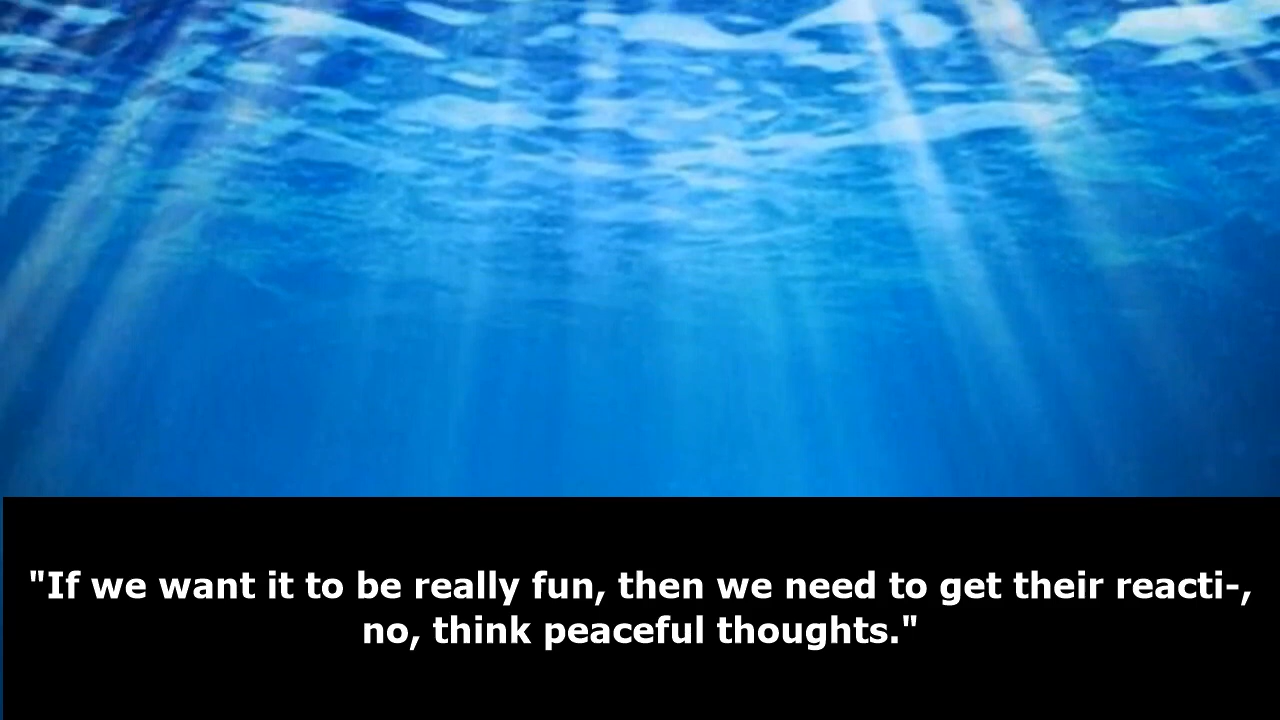 "If we want it to be really fun, then we need to get their reacti-,
no, think peaceful thoughts."